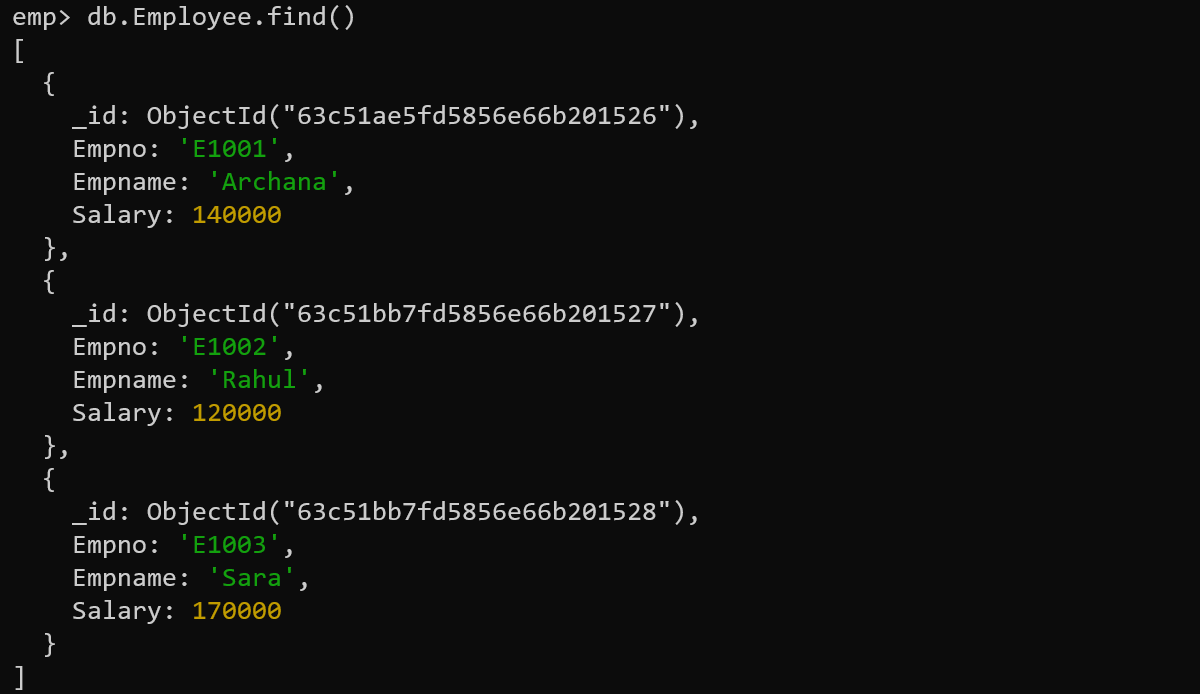 emp> db.Employee.find()
[
  {
    _id: ObjectId("63c51ae5fd5856e66b201526"),
    Empno: 'E1001',
    Empname: 'Archana',
    Salary: 140000
  },
  {
    _id: ObjectId("63c51bb7fd5856e66b201527"),
    Empno: 'E1002',
    Empname: 'Rahul',
    Salary: 120000
  },
  {
    _id: ObjectId("63c51bb7fd5856e66b201528"),
    Empno: 'E1003',
    Empname: 'Sara',
    Salary: 170000
  }
]